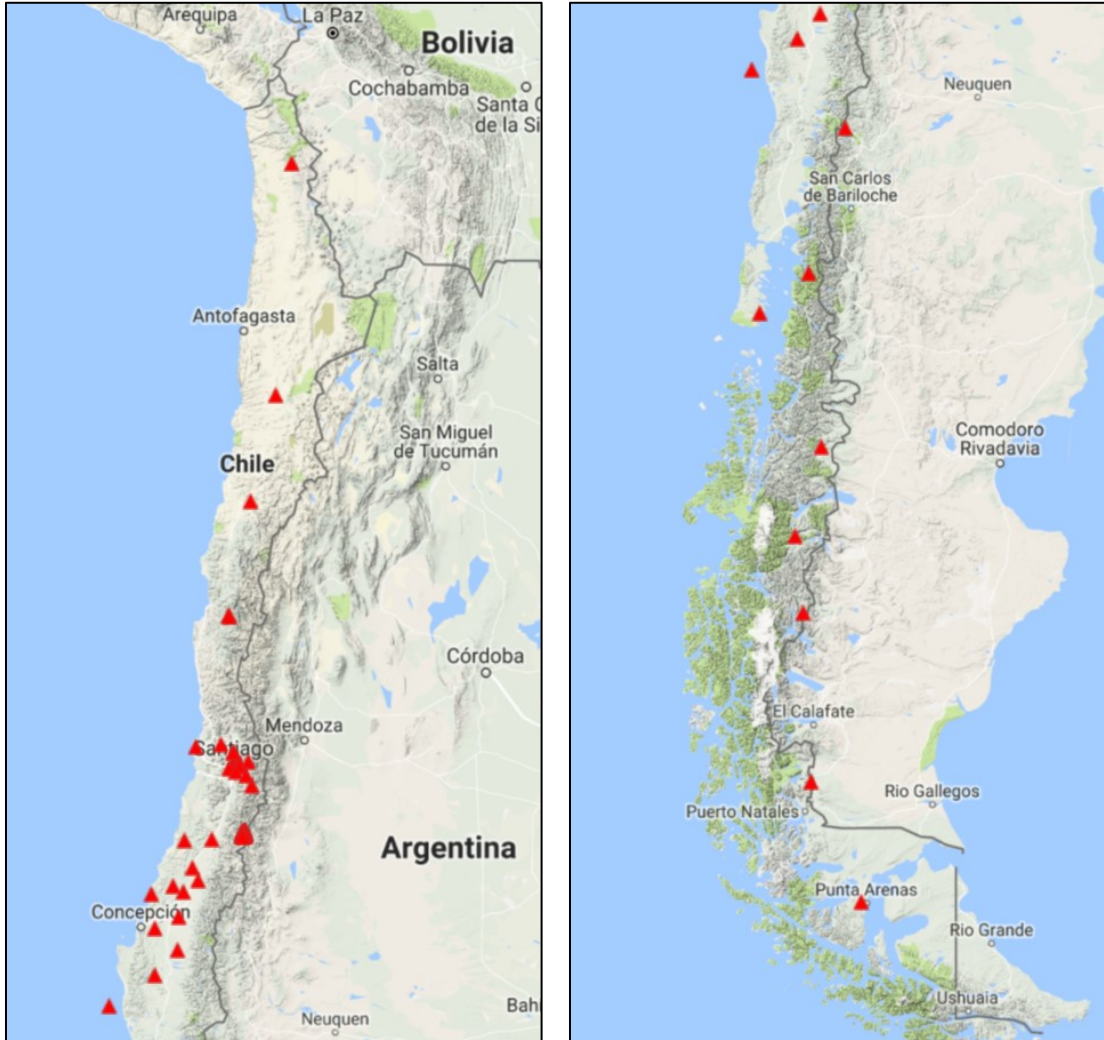 Arequipa
La Paz
Bolivia
Cochabamba
Santa C
de la Si
Antofagasta
Salta
San Miguel
de Tucumán
Chile
Córdoba
Mendoza
Santiago
Argentina
Concepción
Bah
Neuquen
Neuquen
San Carlos
de Bariloche
Comodoro
Rivadavia
El Calafate
Rio Gallegos
Puerto Natales
Punta Arenas
Rio Grande
Ushuaia